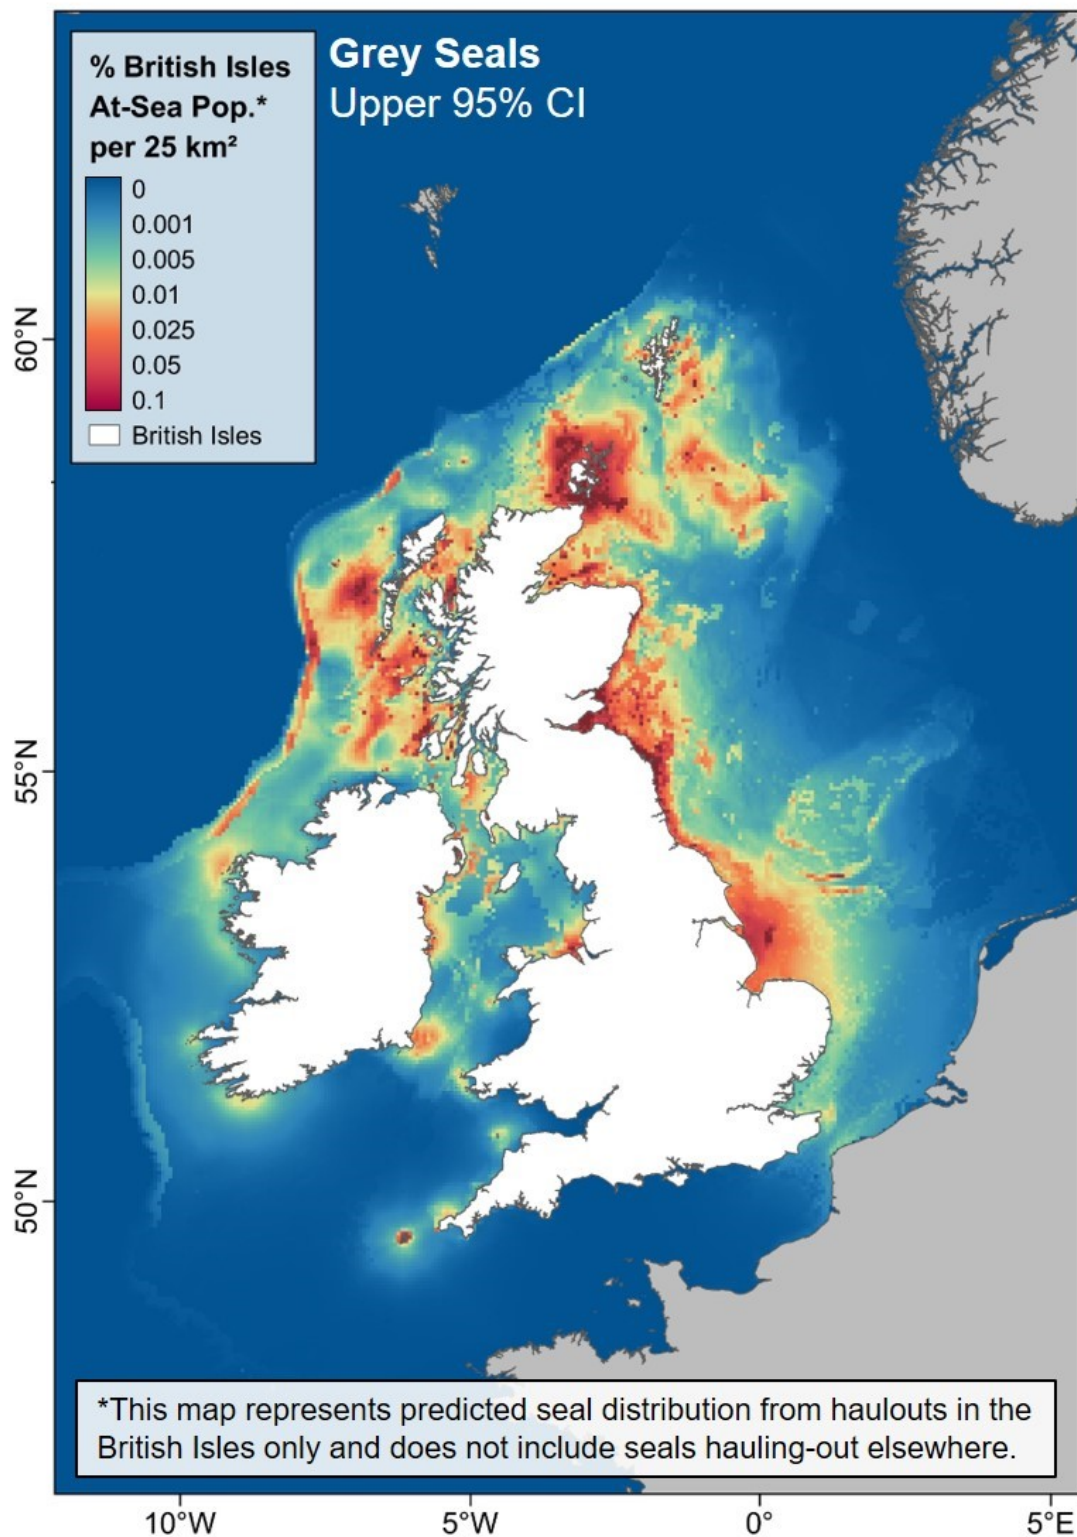 % British Isles
At-Sea Pop.*
per 25 km²
0
0.001
0.005
0.01
0.025
0.05
0.1
British Isles
Grey Seals
Upper 95% CI
60°N
55°N
50°N
*This map represents predicted seal distribution from haulouts in the
British Isles only and does not include seals hauling-out elsewhere.
10°W
5°W
0°
5°E